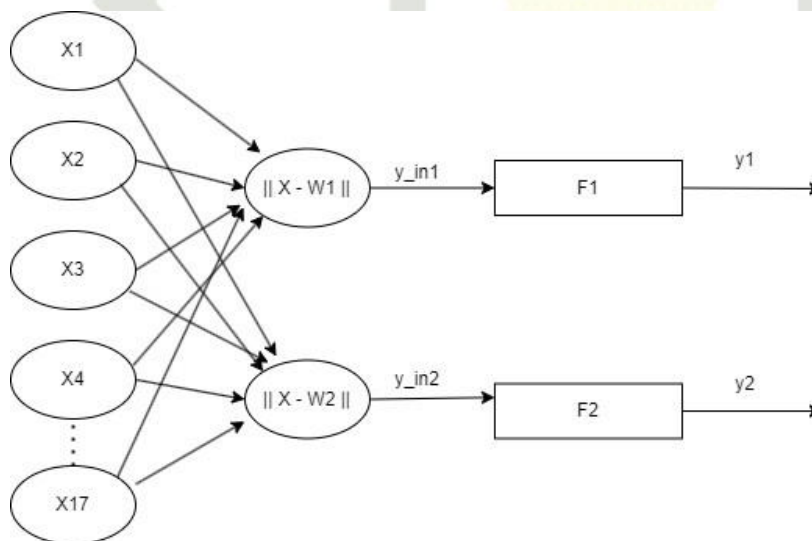 X1
X2
X3
X4
X17
|| X - W1 ||
|| X - W2 ||
y_in1
y_in2
F1
F2
y1
y2